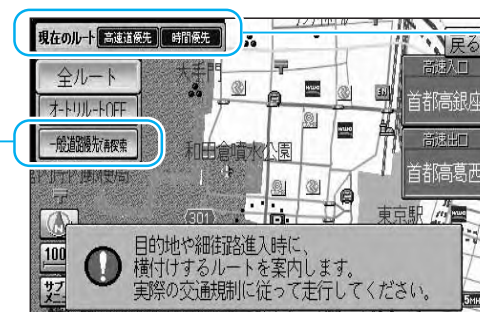 現在のルート 高速道優先 時間優先
戻る
全ルート
高速入口
首都高銀座
オートリルートOFF
大手門
一般道路優先再探索
高速出口
首都高葛西
和田倉噴水公園
301
東京駅
100
目的地や細街路進入時に、
横付けするルートを案内します。
実際の交通規制に従って走行してください。
サブ
メニュー